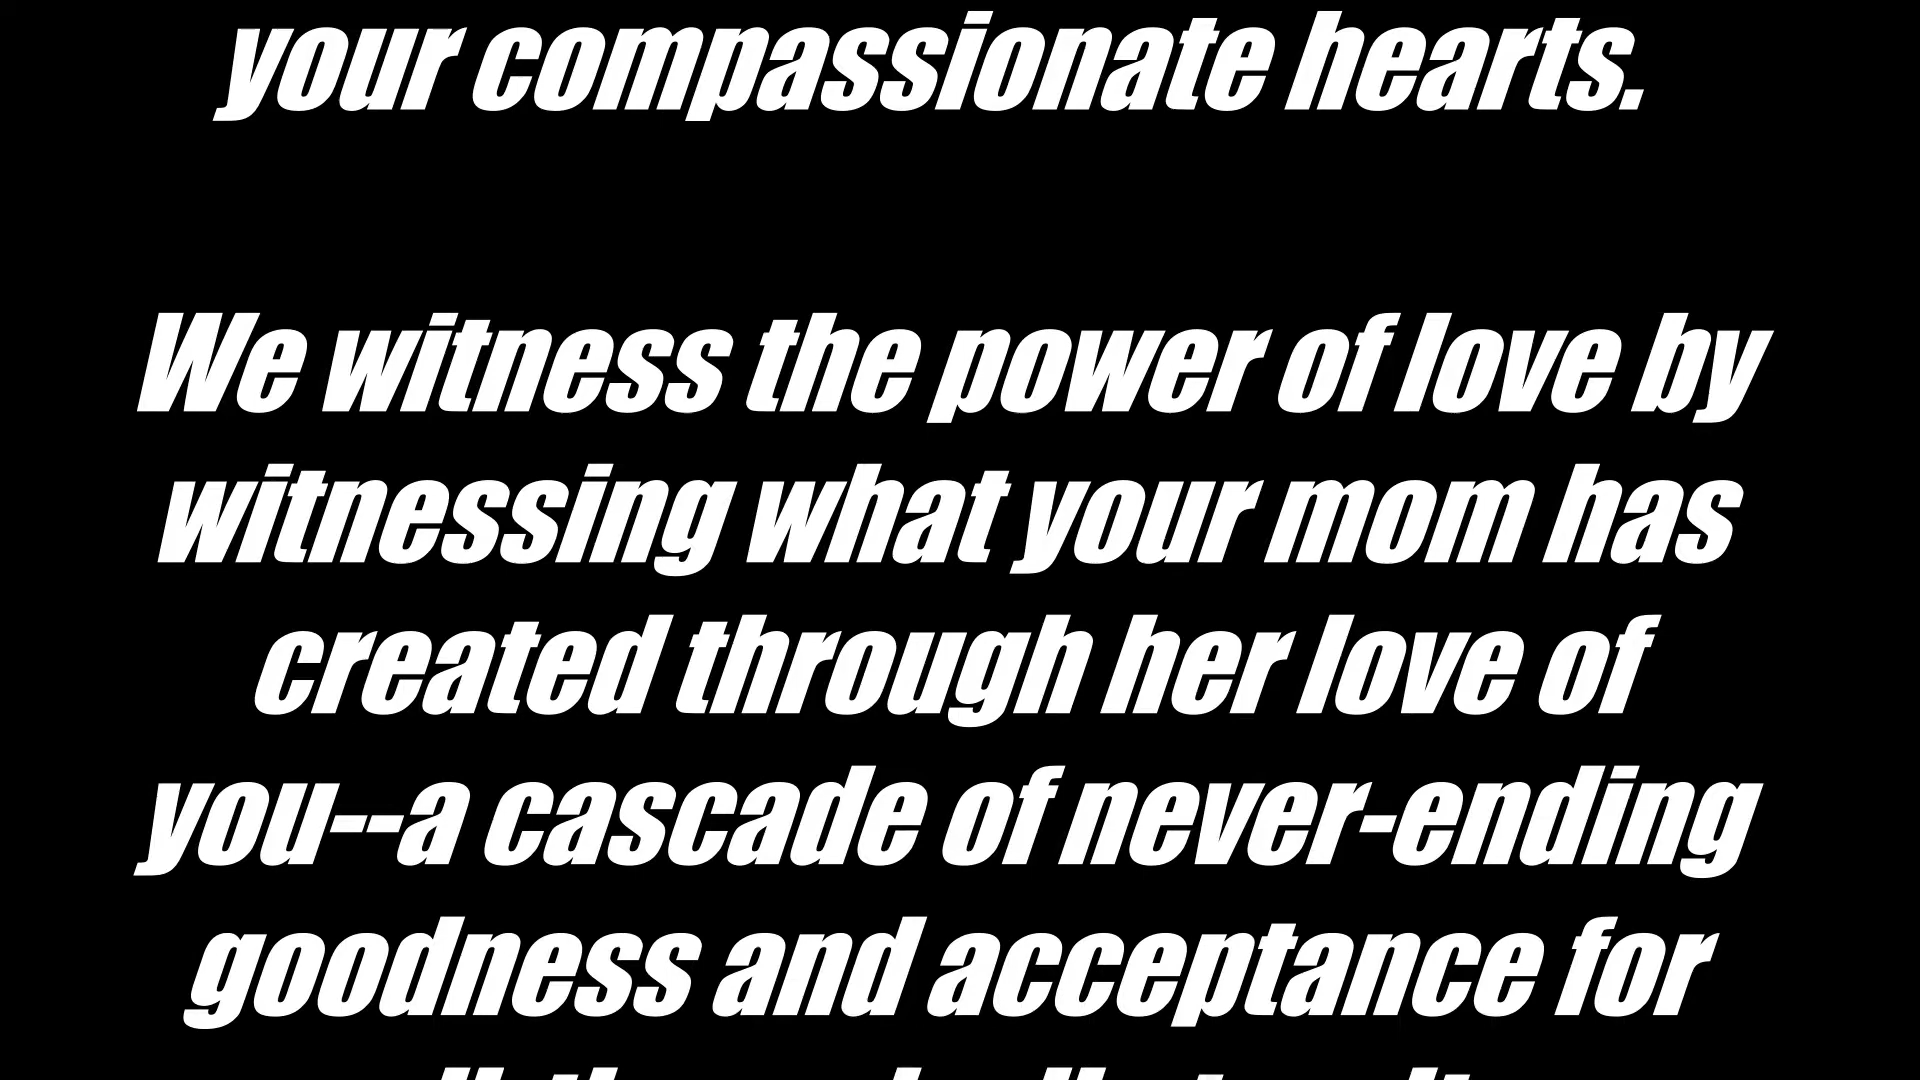 your compassionate hearts.
We witness the power of love by
witnessing what your mom has
created through her love of
you--a cascade of never-ending
goodness and acceptance for